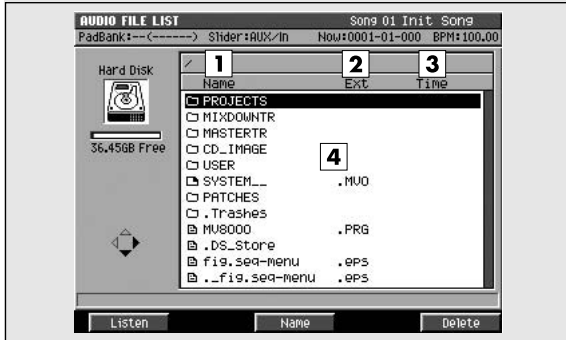 AUDIO FILE LIST Song 01 Init Song
PadBank:--(------) Slider:AUX/In Now:0001-01-000 BPM:100.00
Hard Disk
36.45GB Free
/
1 2 3
Name Ext Time
PROJECTS
MIXDOWNTR
MASTERTR
CD_IMAGE
4
USER
SYSTEM__ .MV0
PATCHES
.Trashes
MV8000 .PRG
.DS_Store
fig.seq-menu .eps
._fig.seq-menu .eps
Listen Name Delete